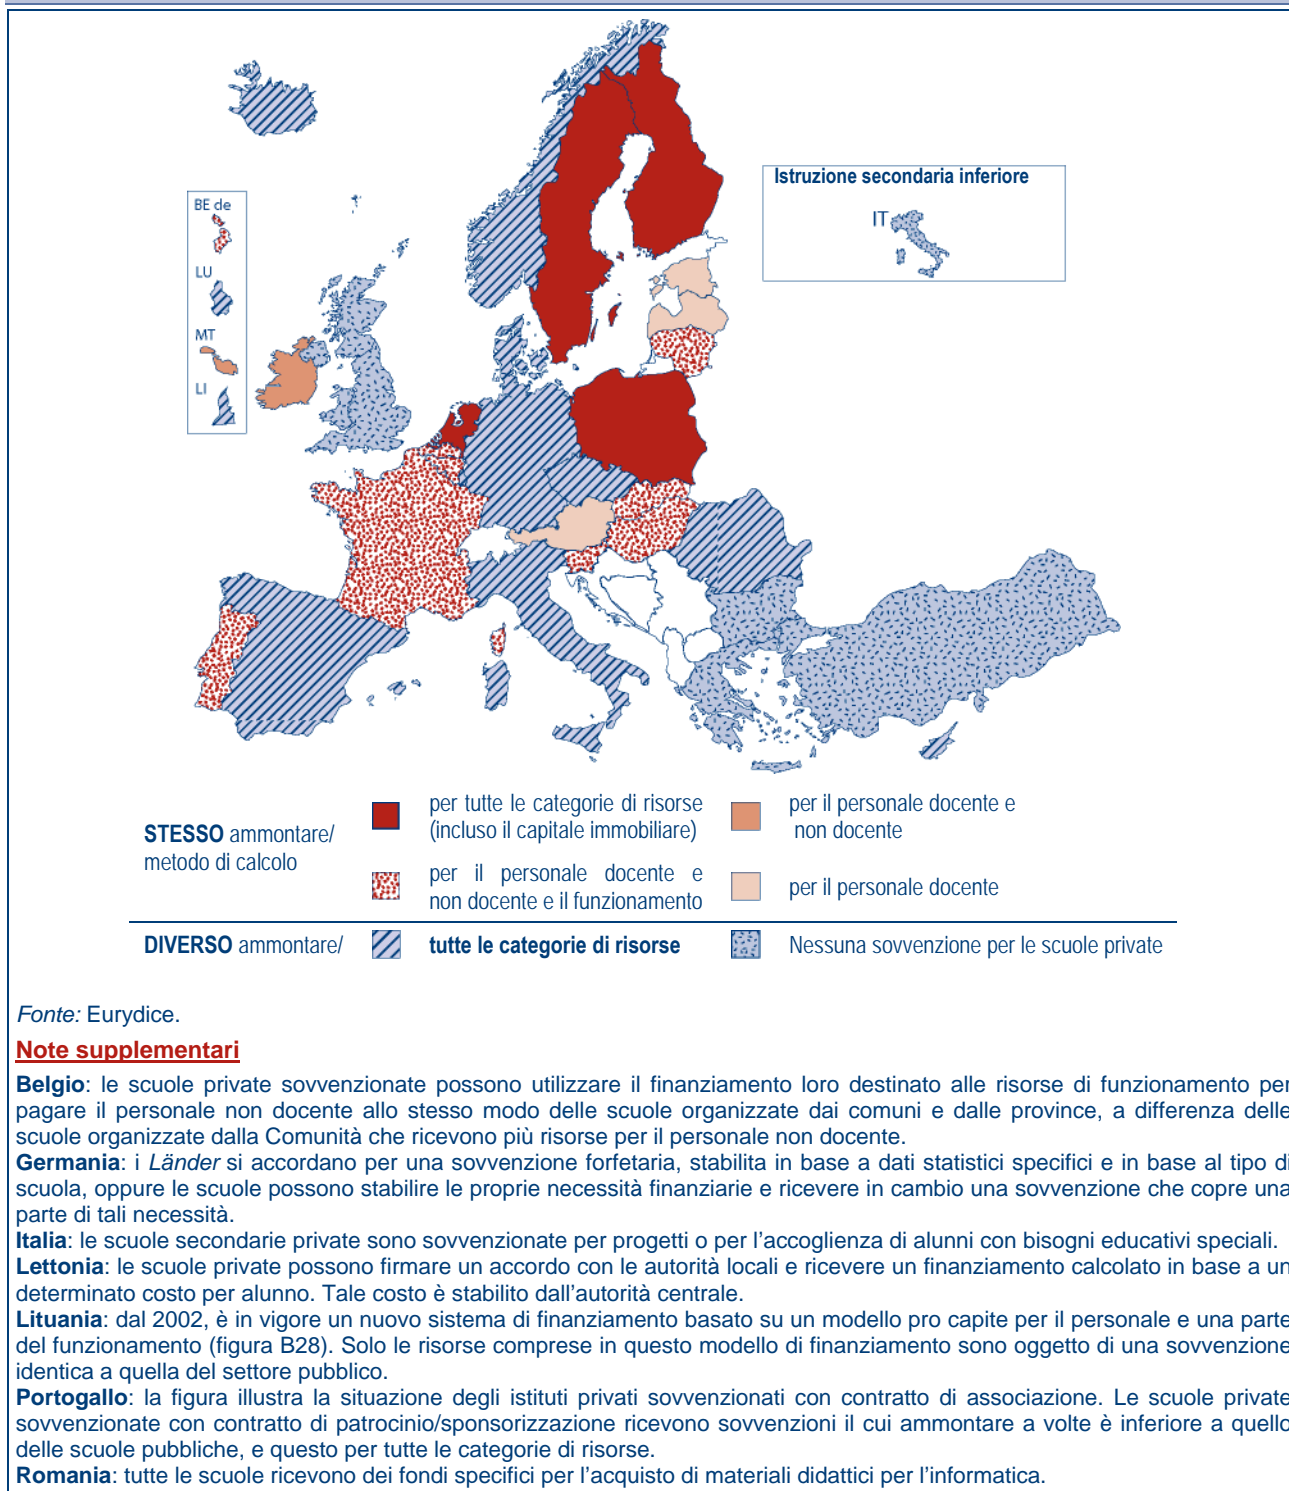 Istruzione secondaria inferiore
IT
BE de
LU
MT
LI
STESSO ammontare/
metodo di calcolo
per tutte le categorie di risorse
(incluso il capitale immobiliare)
per il personale docente e
non docente
per il personale docente e
non docente e il funzionamento
per il personale docente
DIVERSO ammontare/
tutte le categorie di risorse
Nessuna sovvenzione per le scuole private
Fonte: Eurydice.
Note supplementari
Belgio: le scuole private sovvenzionate possono utilizzare il finanziamento loro destinato alle risorse di funzionamento per
pagare il personale non docente allo stesso modo delle scuole organizzate dai comuni e dalle province, a differenza delle
scuole organizzate dalla Comunità che ricevono più risorse per il personale non docente.
Germania: i Länder si accordano per una sovvenzione forfetaria, stabilita in base a dati statistici specifici e in base al tipo di
scuola, oppure le scuole possono stabilire le proprie necessità finanziarie e ricevere in cambio una sovvenzione che copre una
parte di tali necessità.
Italia: le scuole secondarie private sono sovvenzionate per progetti o per l'accoglienza di alunni con bisogni educativi speciali.
Lettonia: le scuole private possono firmare un accordo con le autorità locali e ricevere un finanziamento calcolato in base a un
determinato costo per alunno. Tale costo è stabilito dall'autorità centrale.
Lituania: dal 2002, è in vigore un nuovo sistema di finanziamento basato su un modello pro capite per il personale e una parte
del funzionamento (figura B28). Solo le risorse comprese in questo modello di finanziamento sono oggetto di una sovvenzione
identica a quella del settore pubblico.
Portogallo: la figura illustra la situazione degli istituti privati sovvenzionati con contratto di associazione. Le scuole private
sovvenzionate con contratto di patrocinio/sponsorizzazione ricevono sovvenzioni il cui ammontare a volte è inferiore a quello
delle scuole pubbliche, e questo per tutte le categorie di risorse.
Romania: tutte le scuole ricevono dei fondi specifici per l'acquisto di materiali didattici per l'informatica.